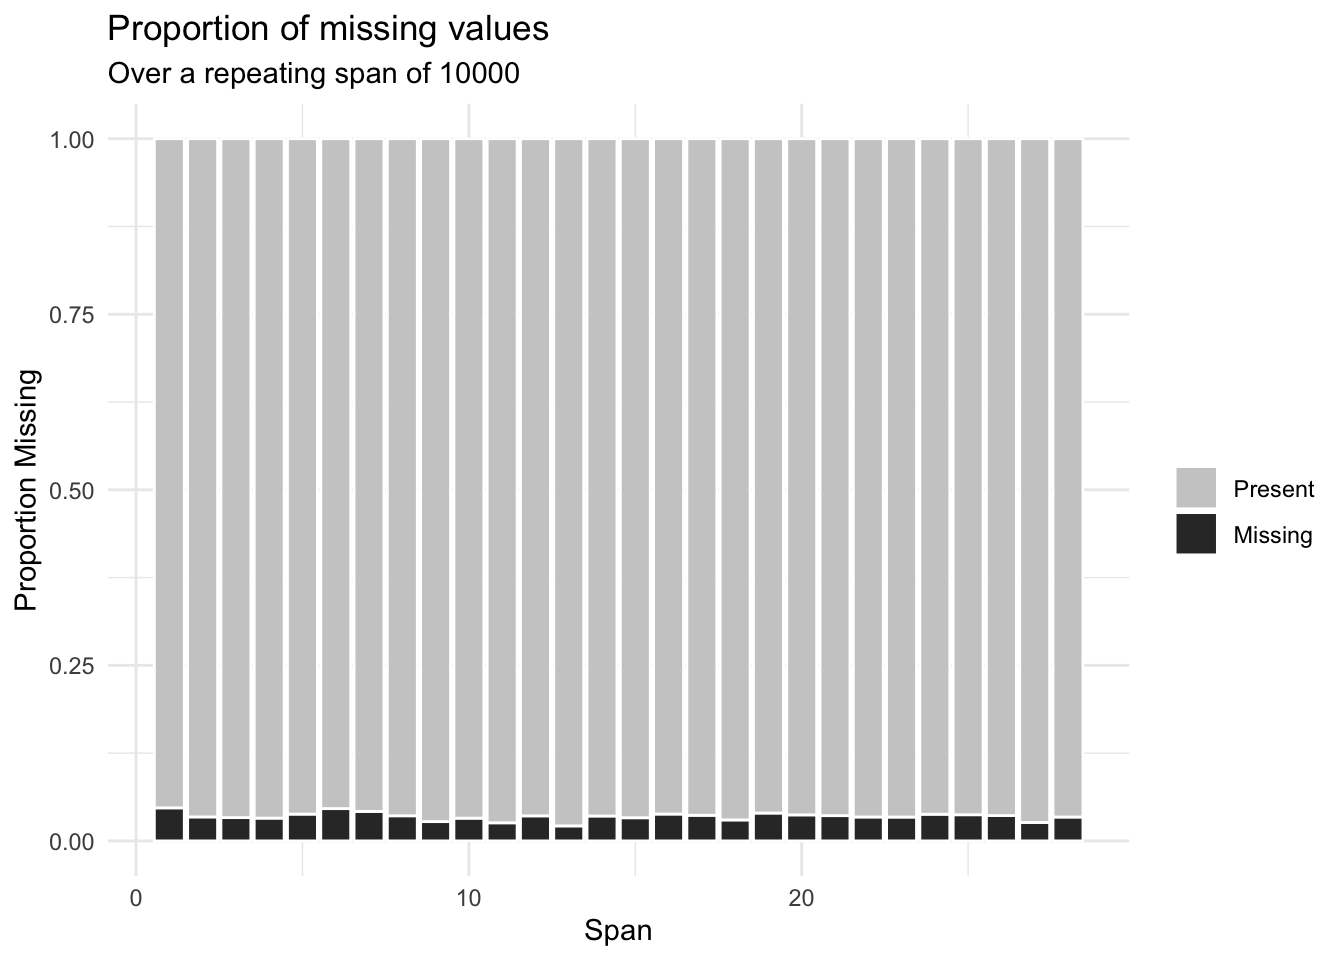 Proportion of missing values
Over a repeating span of 10000
1.00
0.75
0.50
0.25
0.00
Proportion Missing
0
10
20
Span
Present
Missing